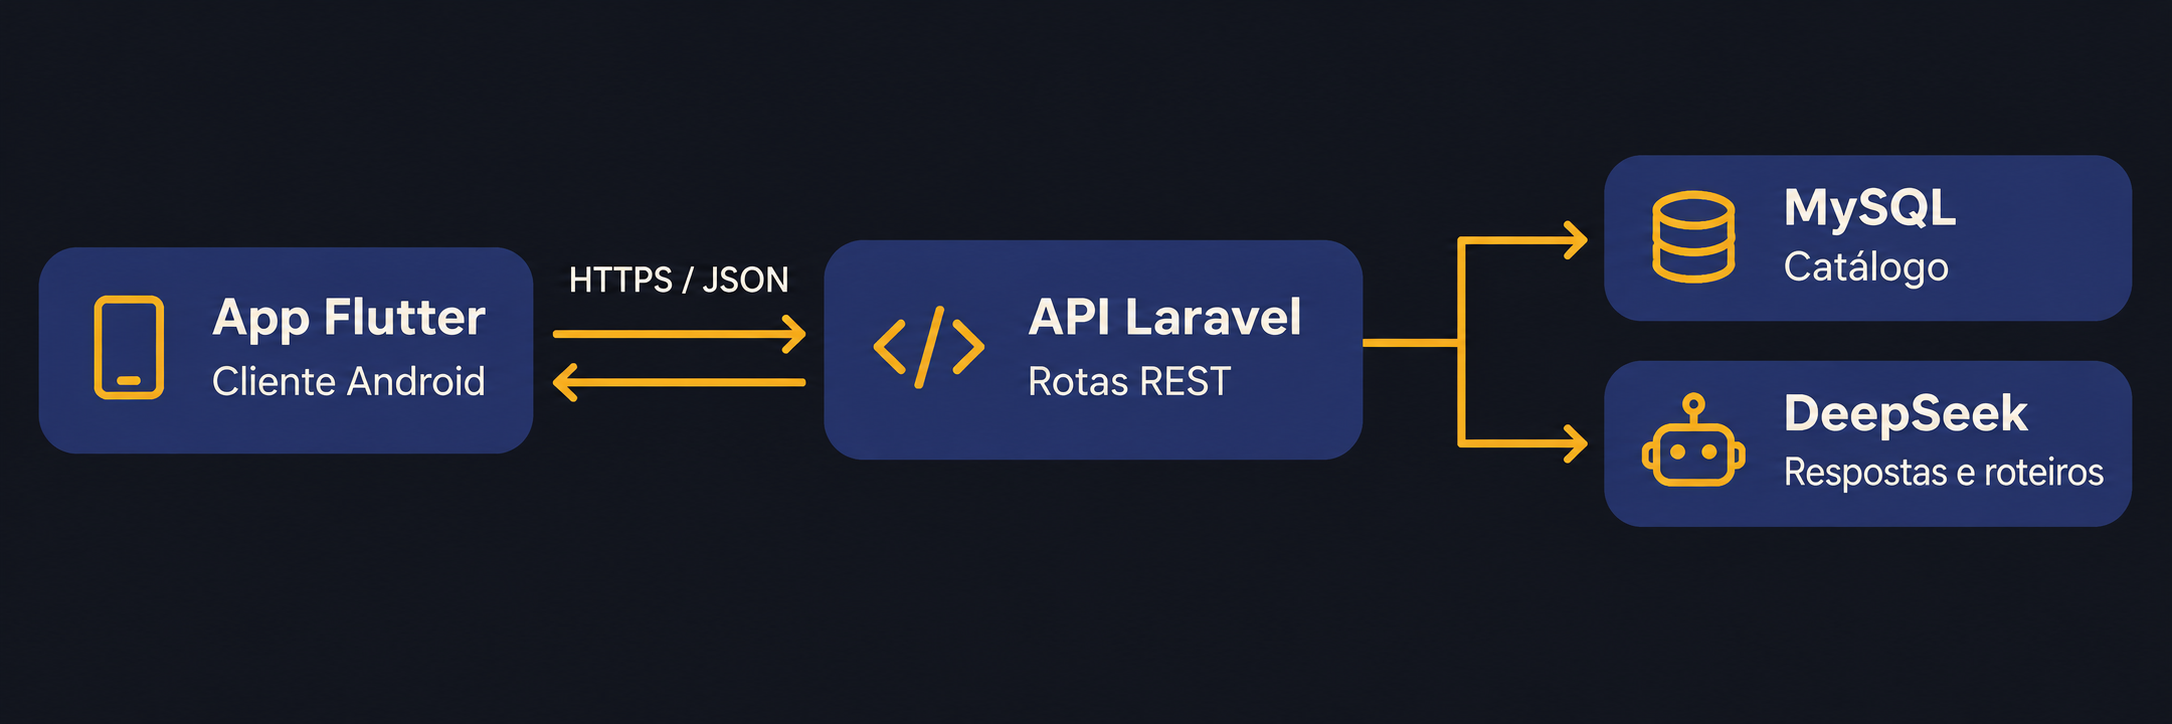 App Flutter
Cliente Android
HTTPS / JSON
API Laravel
Rotas REST
MySQL
Catálogo
DeepSeek
Respostas e roteiros